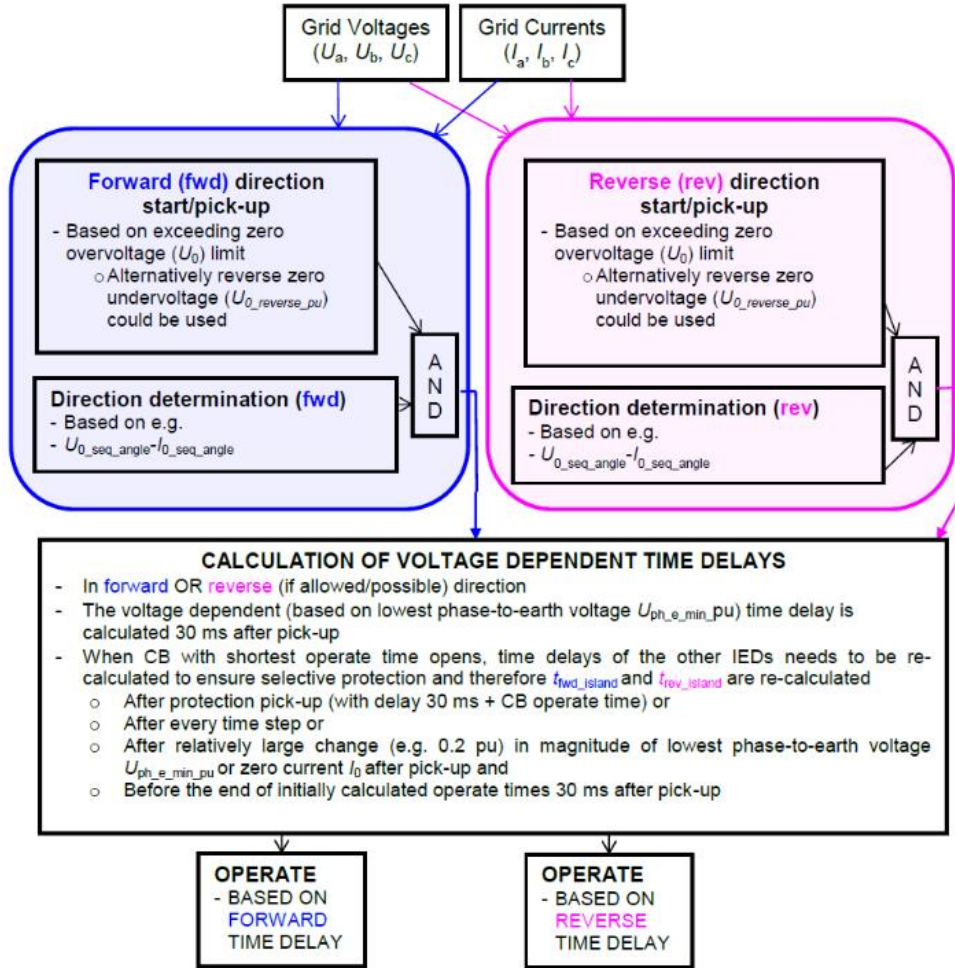 Grid Voltages
(Ua, Ub, Uc)
Grid Currents
(Ia, Ib, Ic)
Forward (fwd) direction
start/pick-up
- Based on exceeding zero
overvoltage (U0) limit
○ Alternatively reverse zero
undervoltage (U0_reverse_pu)
could be used
Direction determination (fwd)
- Based on e.g.
- U0_seq_angle-I0_seq_angle
A
N
D
Reverse (rev) direction
start/pick-up
- Based on exceeding zero
overvoltage (U0) limit
○ Alternatively reverse zero
undervoltage (U0_reverse_pu)
could be used
Direction determination (rev)
- Based on e.g.
- U0_seq_angle-I0_seq_angle
A
N
D
CALCULATION OF VOLTAGE DEPENDENT TIME DELAYS
- In forward OR reverse (if allowed/possible) direction
- The voltage dependent (based on lowest phase-to-earth voltage Uph_e_min_pu) time delay is
calculated 30 ms after pick-up
- When CB with shortest operate time opens, time delays of the other IEDs needs to be re-
calculated to ensure selective protection and therefore tfwd_island and trev_island are re-calculated
○ After protection pick-up (with delay 30 ms + CB operate time) or
○ After every time step or
○ After relatively large change (e.g. 0.2 pu) in magnitude of lowest phase-to-earth voltage
Uph_e_min_pu or zero current I0 after pick-up and
○ Before the end of initially calculated operate times 30 ms after pick-up
OPERATE
- BASED ON
FORWARD
TIME DELAY
OPERATE
- BASED ON
REVERSE
TIME DELAY